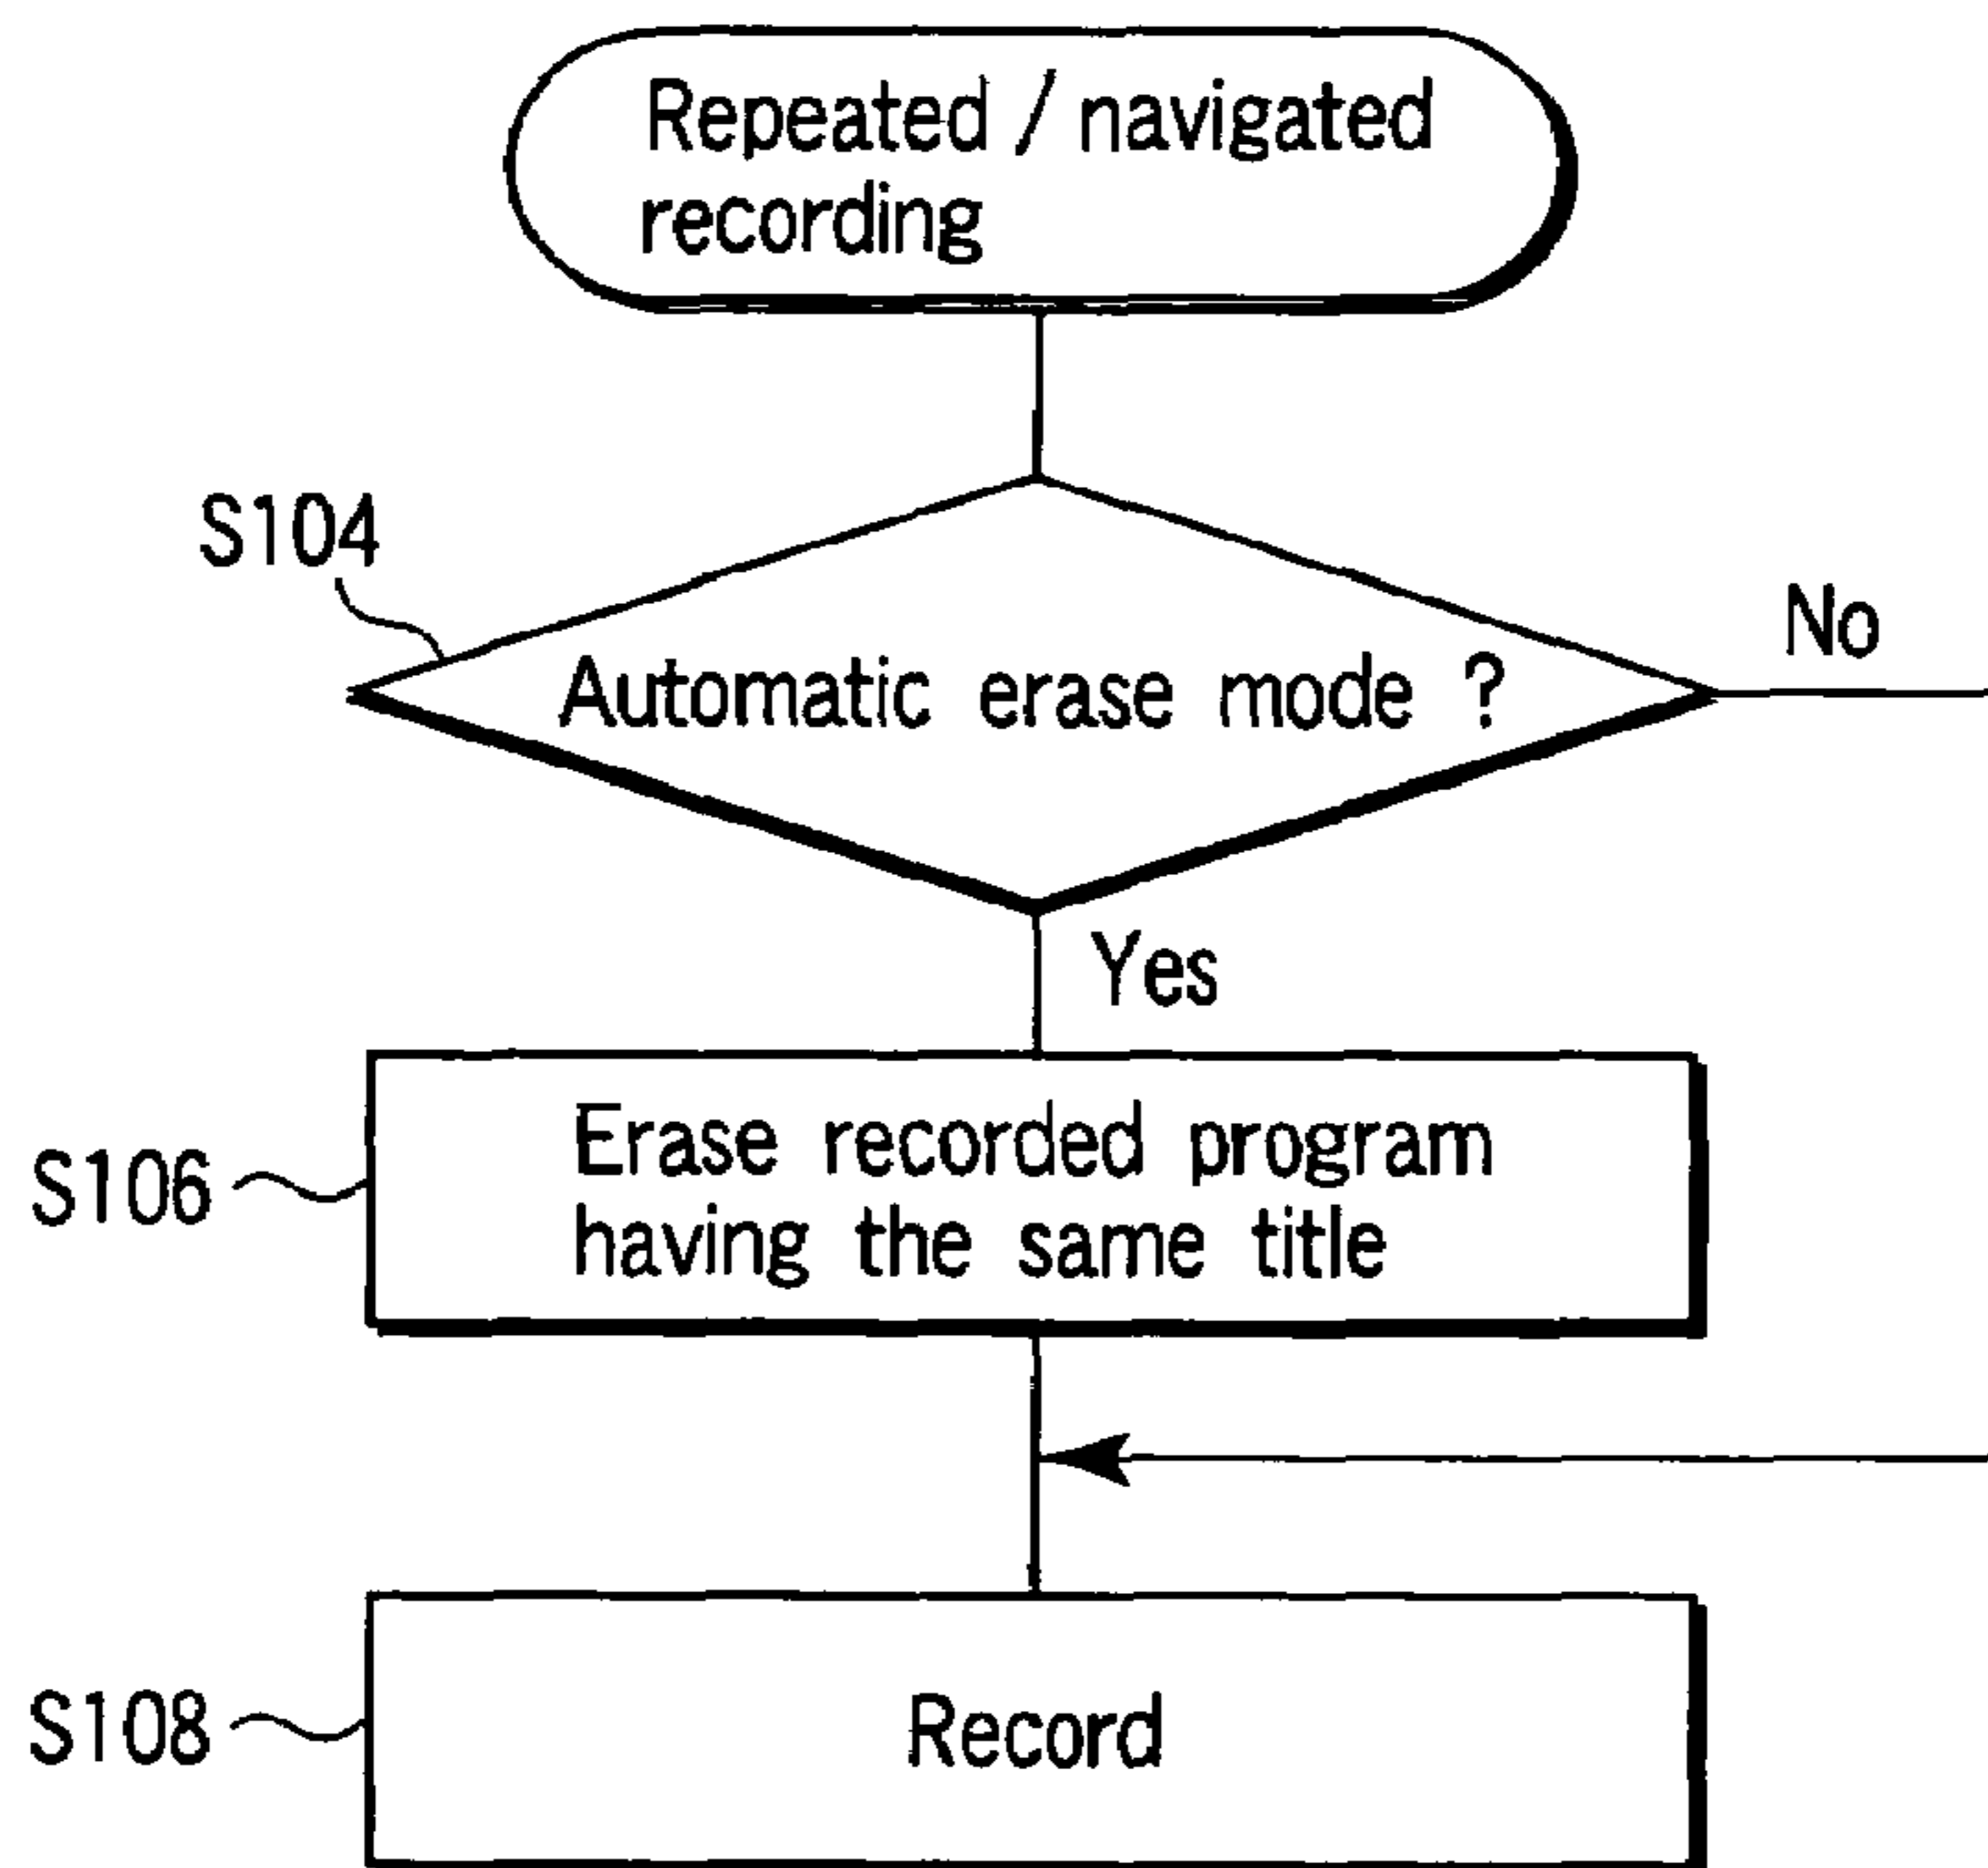 Repeated / navigated
recording
S104
No
Automatic erase mode ?
Yes
Erase recorded program
having the same title
S106
Record
S108